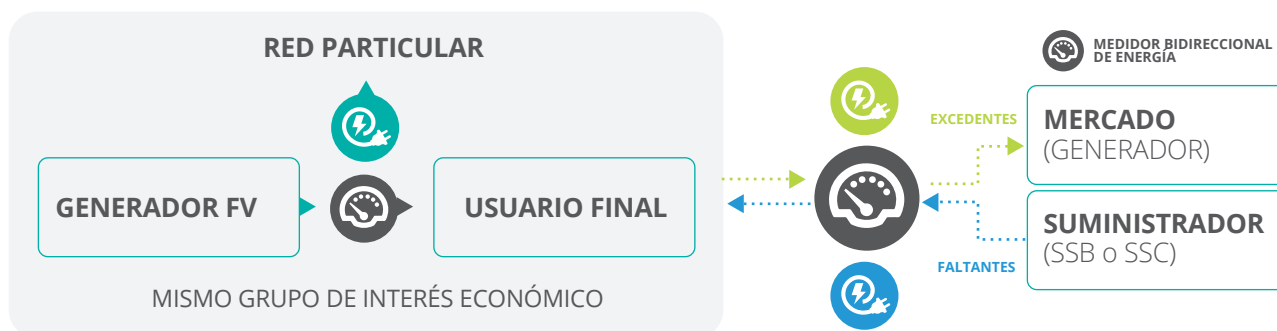 RED PARTICULAR
GENERADOR FV
USUARIO FINAL
MISMO GRUPO DE INTERÉS ECONÓMICO
EXCEDENTES
FALTANTES
MEDIDOR BIDIRECCIONAL
DE ENERGÍA
MERCADO
(GENERADOR)
SUMINISTRADOR
(SSB o SSC)